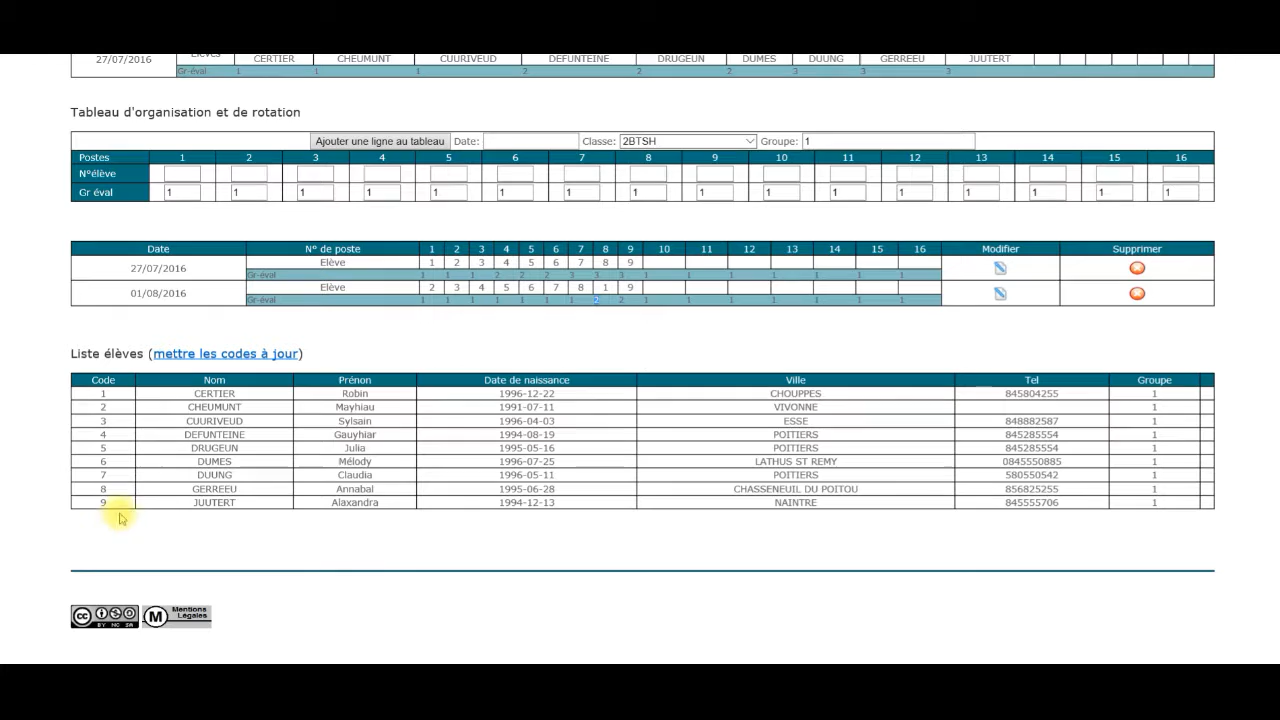 27/07/2016 Elèves CERTIER CHEUMUNT CUURIVEUD DEFUNTEINE DRUGEUN DUMES DUUNG GERREEU JUUTERT
Gr-éval 1 1 1 2 2 2 3 3 3
Tableau d'organisation et de rotation
Ajouter une ligne au tableau Date: Classe: 2BTSH Groupe: 1
Postes 1 2 3 4 5 6 7 8 9 10 11 12 13 14 15 16
N°élève
Gr éval 1 1 1 1 1 1 1 1 1 1 1 1 1 1 1 1
Date N° de poste 1 2 3 4 5 6 7 8 9 10 11 12 13 14 15 16 Modifier Supprimer
27/07/2016 Elève 1 2 3 4 5 6 7 8 9
Gr-éval 1 1 1 2 2 2 3 3 3 1 1 1 1 1 1 1
01/08/2016 Elève 2 3 4 5 6 7 8 1 9
Gr-éval 1 1 1 1 1 1 1 2 2 1 1 1 1 1 1 1
Liste élèves (mettre les codes à jour)
Code Nom Prénon Date de naissance Ville Tel Groupe
1 CERTIER Robin 1996-12-22 CHOUPPES 845804255 1
2 CHEUMUNT Mayhiau 1991-07-11 VIVONNE 1
3 CUURIVEUD Sylsain 1996-04-03 ESSE 848882587 1
4 DEFUNTEINE Gauyhiar 1994-08-19 POITIERS 845285554 1
5 DRUGEUN Julia 1995-05-16 POITIERS 845285554 1
6 DUMES Mélody 1996-07-25 LATHUS ST REMY 0845550885 1
7 DUUNG Claudia 1996-05-11 POITIERS 580550542 1
8 GERREEU Annabal 1995-06-28 CHASSENEUIL DU POITOU 856825255 1
9 JUUTERT Alaxandra 1994-12-13 NAINTRE 845555706 1
cc BY NC SA M Mentions Légales